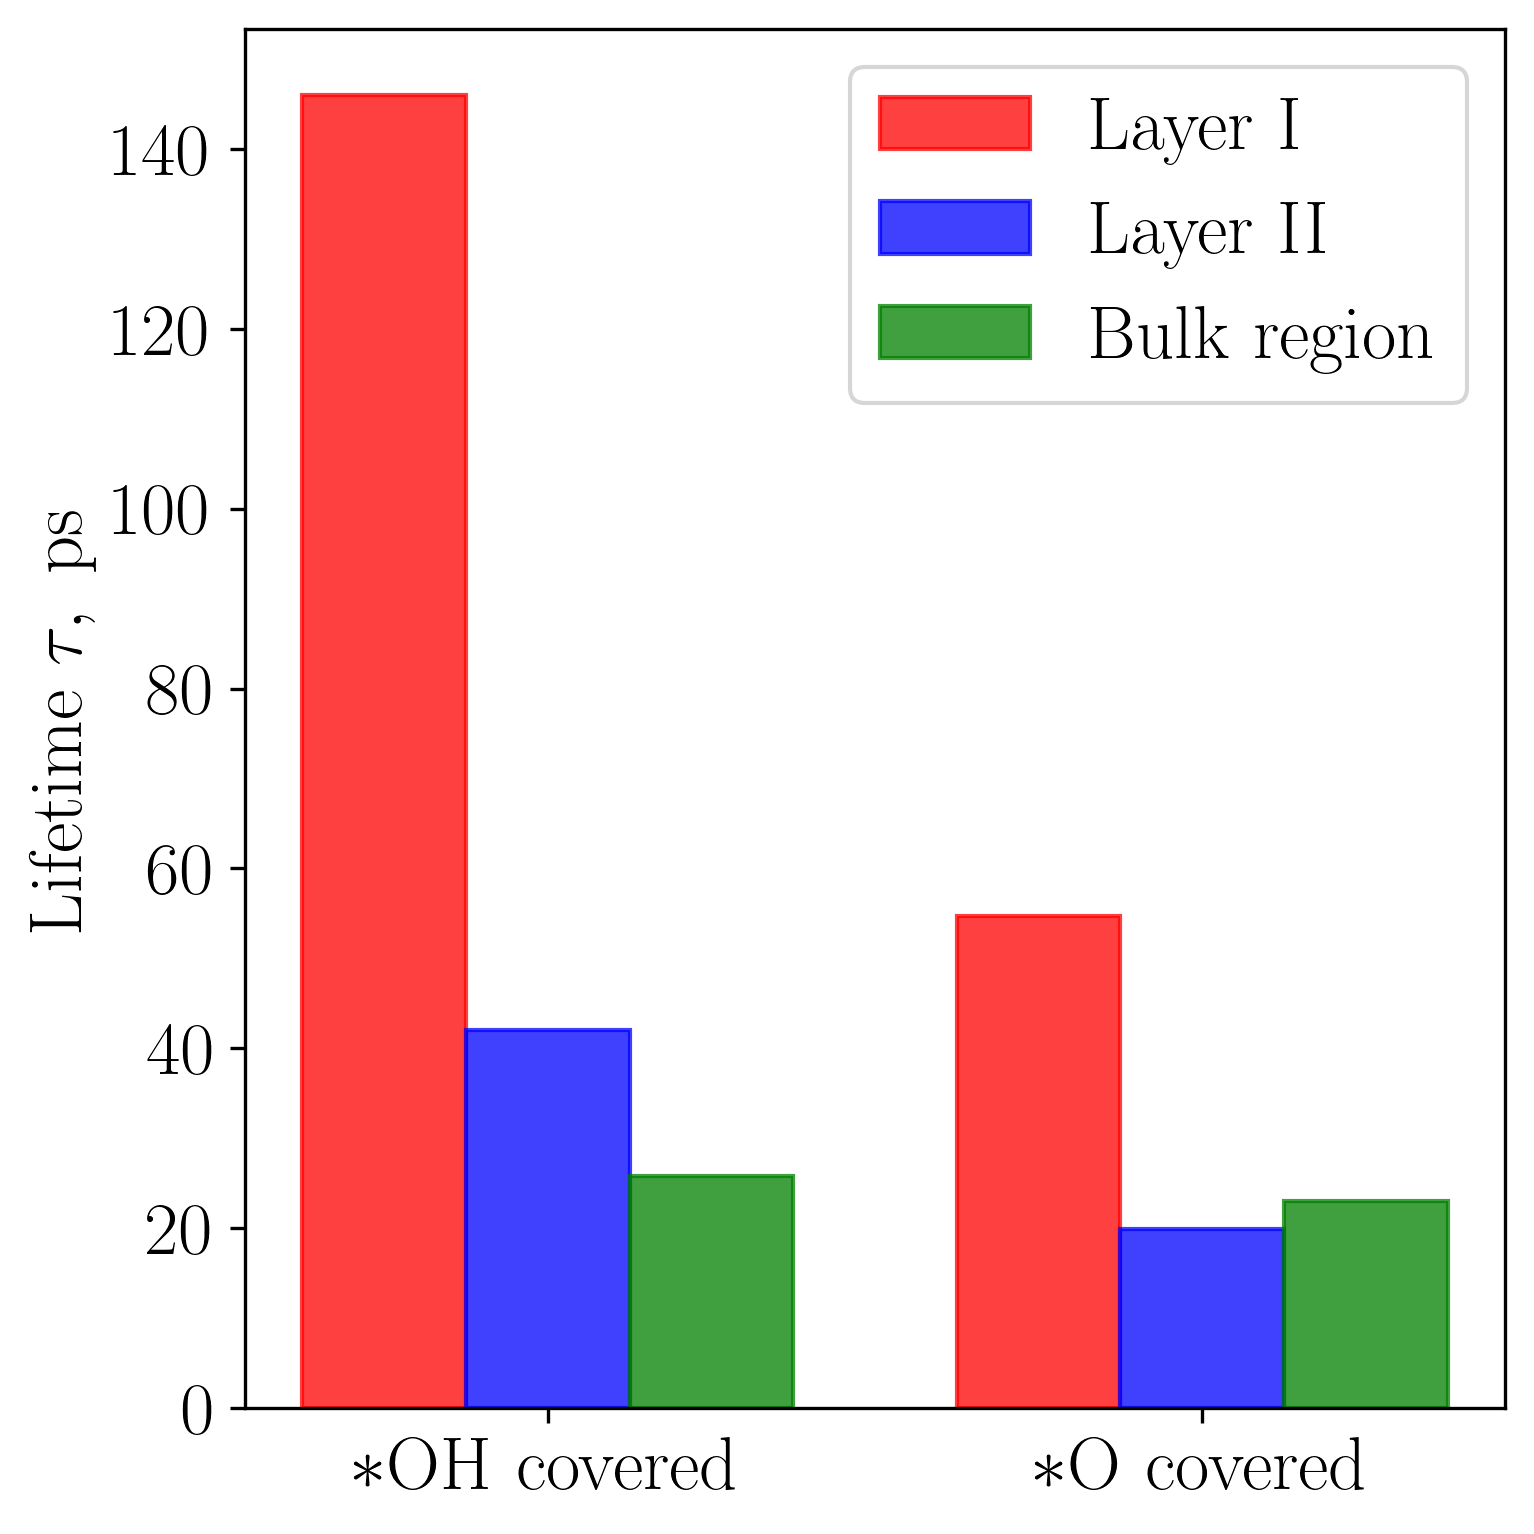 Lifetime τ, ps
140
120
100
80
60
40
20
0
Layer I
Layer II
Bulk region
*OH covered
*O covered